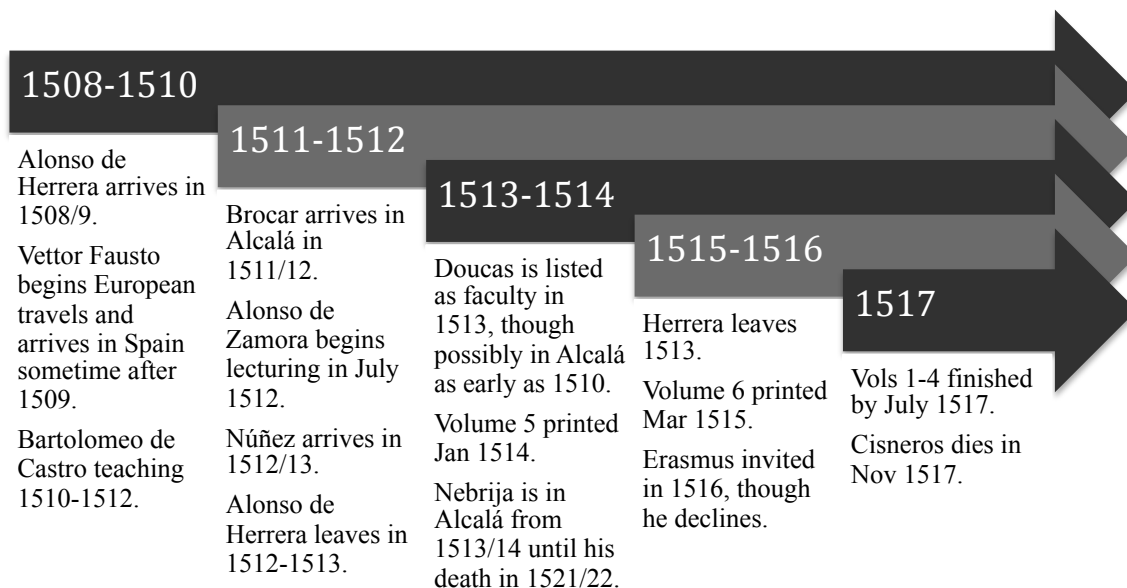 1508-1510
Alonso de
Herrera arrives in
1508/9.
Vettor Fausto
begins European
travels and
arrives in Spain
sometime after
1509.
Bartolomeo de
Castro teaching
1510-1512.
1511-1512
Brocar arrives in
Alcalá in
1511/12.
Alonso de
Zamora begins
lecturing in July
1512.
Núñez arrives in
1512/13.
Alonso de
Herrera leaves in
1512-1513.
1513-1514
Doucas is listed
as faculty in
1513, though
possibly in Alcalá
as early as 1510.
Volume 5 printed
Jan 1514.
Nebrija is in
Alcalá from
1513/14 until his
death in 1521/22.
1515-1516
Herrera leaves
1513.
Volume 6 printed
Mar 1515.
Erasmus invited
in 1516, though
he declines.
1517
Vols 1-4 finished
by July 1517.
Cisneros dies in
Nov 1517.